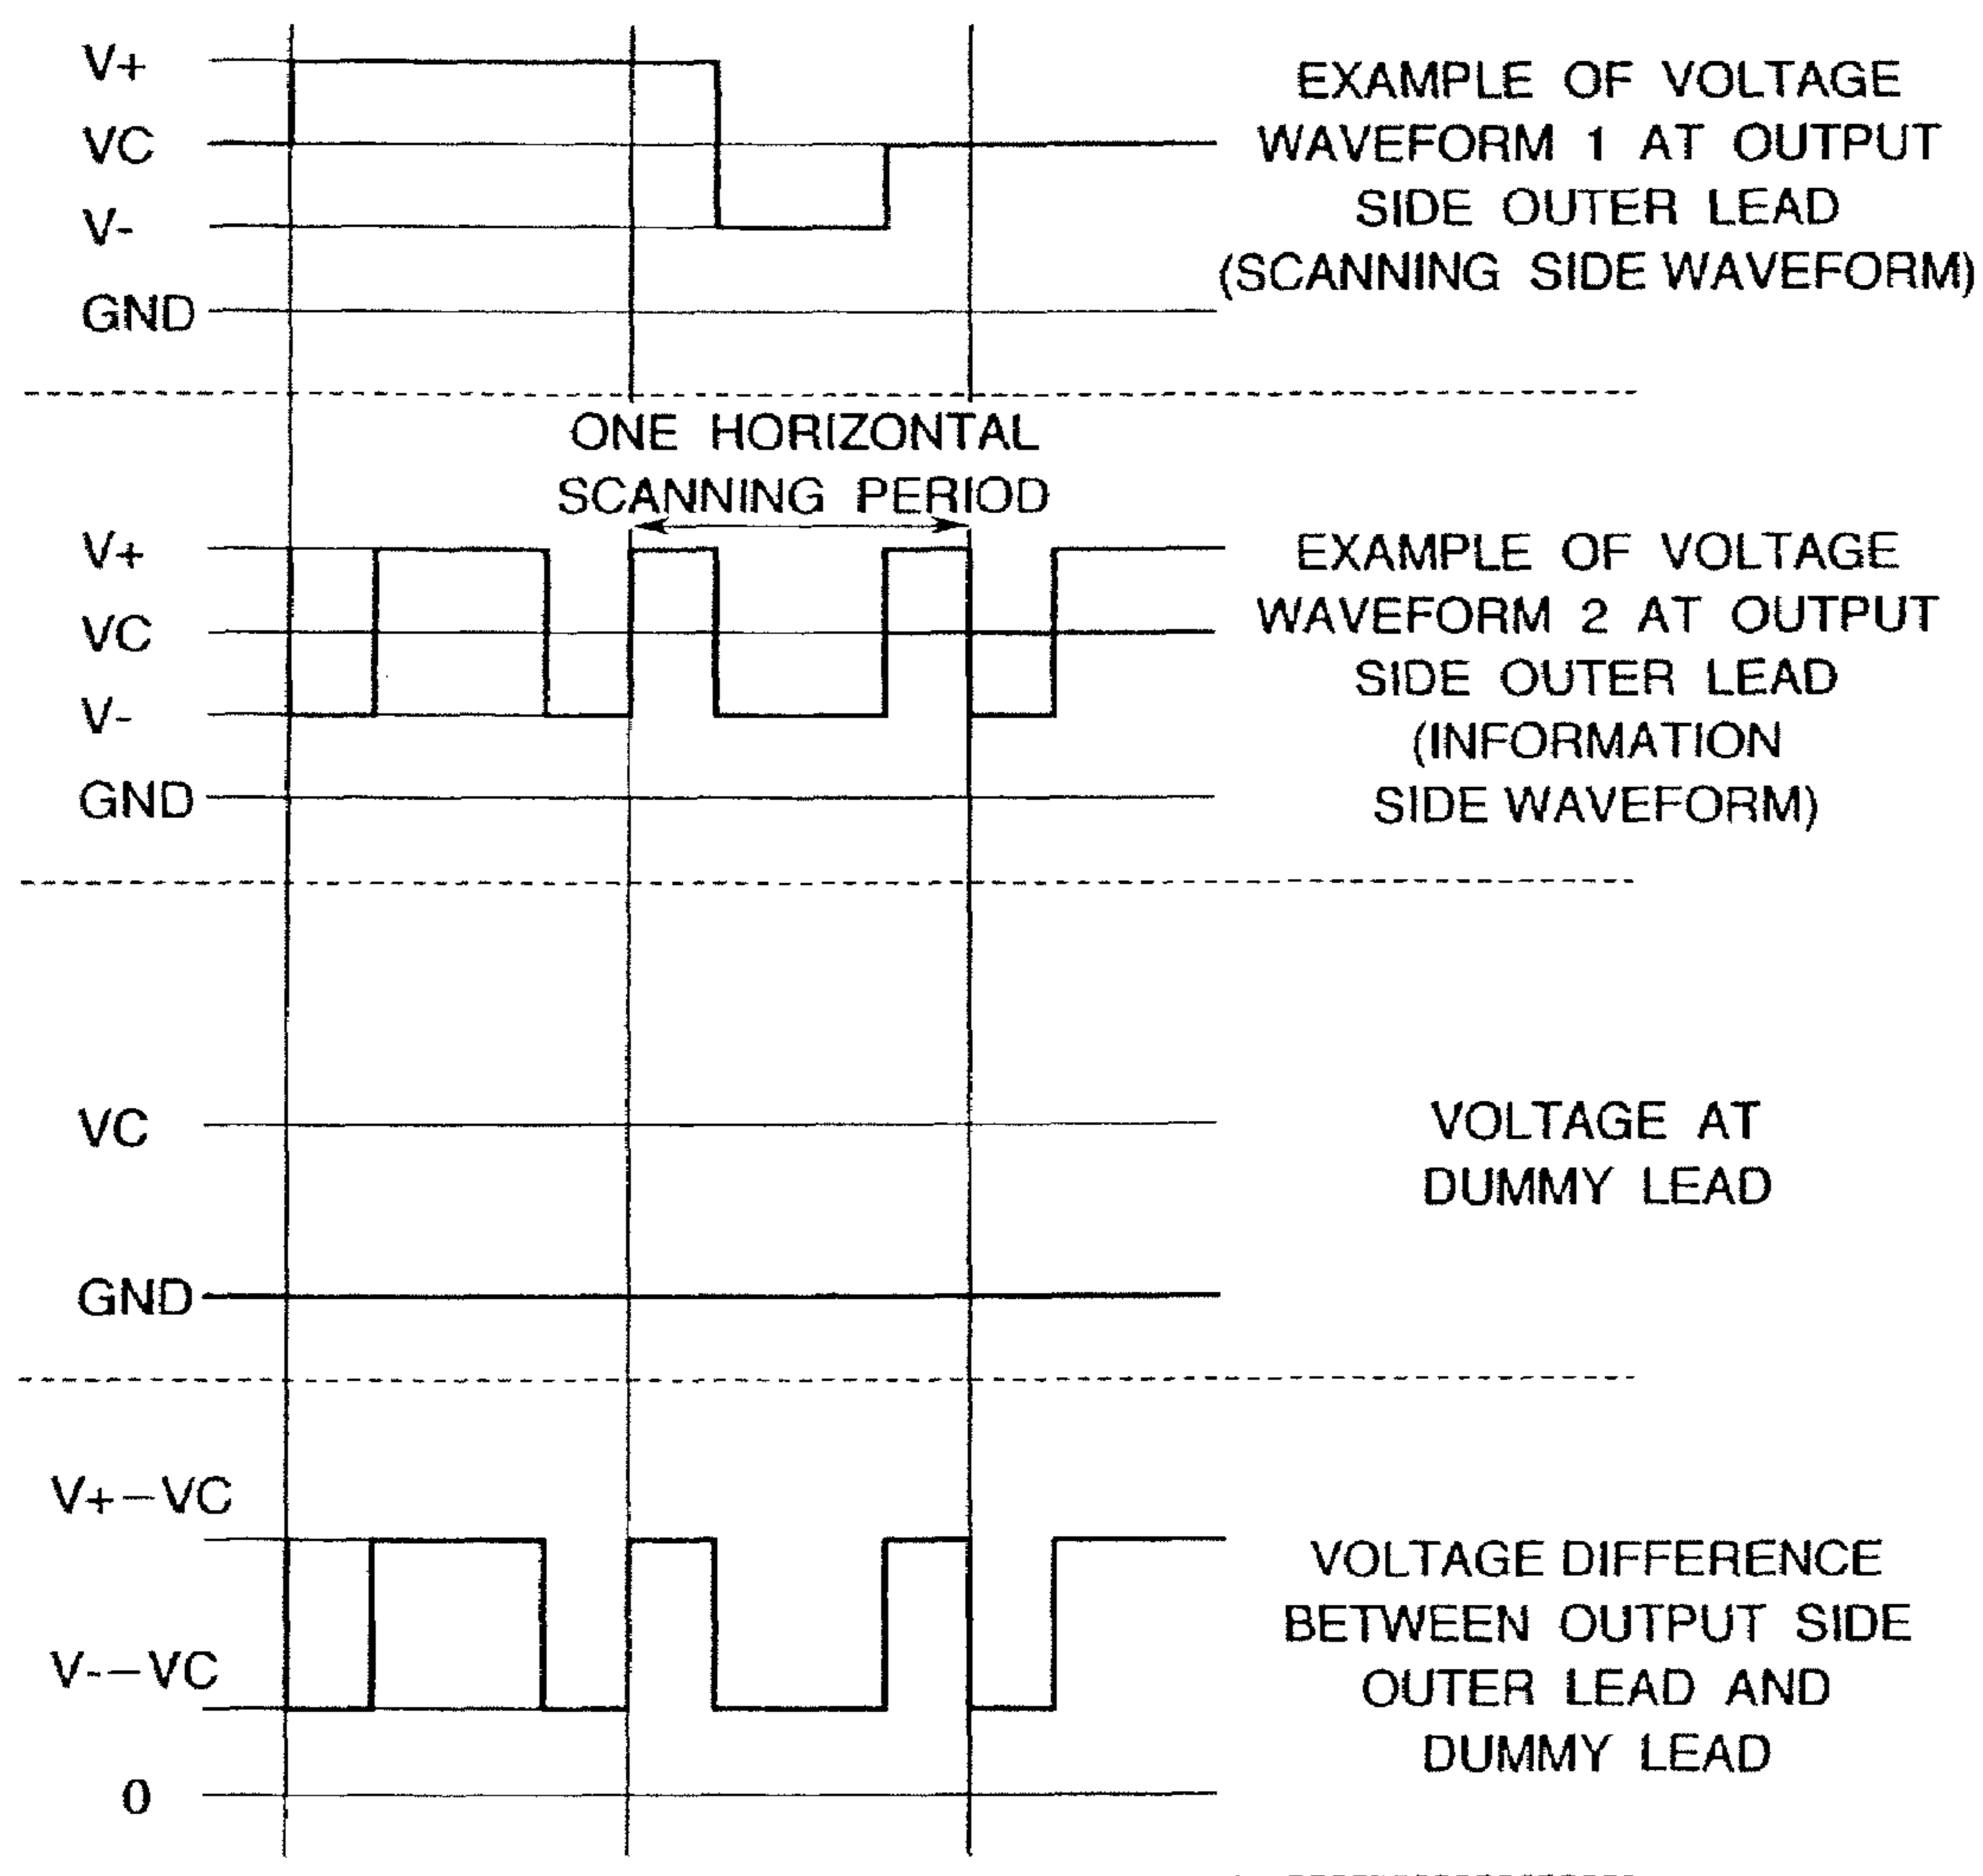 V+
VC
V-
GND
EXAMPLE OF VOLTAGE
WAVEFORM 1 AT OUTPUT
SIDE OUTER LEAD
(SCANNING SIDE WAVEFORM)
ONE HORIZONTAL
SCANNING PERIOD
V+
VC
V-
GND
EXAMPLE OF VOLTAGE
WAVEFORM 2 AT OUTPUT
SIDE OUTER LEAD
(INFORMATION
SIDE WAVEFORM)
VC
GND
VOLTAGE AT
DUMMY LEAD
V+−VC
V-−VC
0
VOLTAGE DIFFERENCE
BETWEEN OUTPUT SIDE
OUTER LEAD AND
DUMMY LEAD